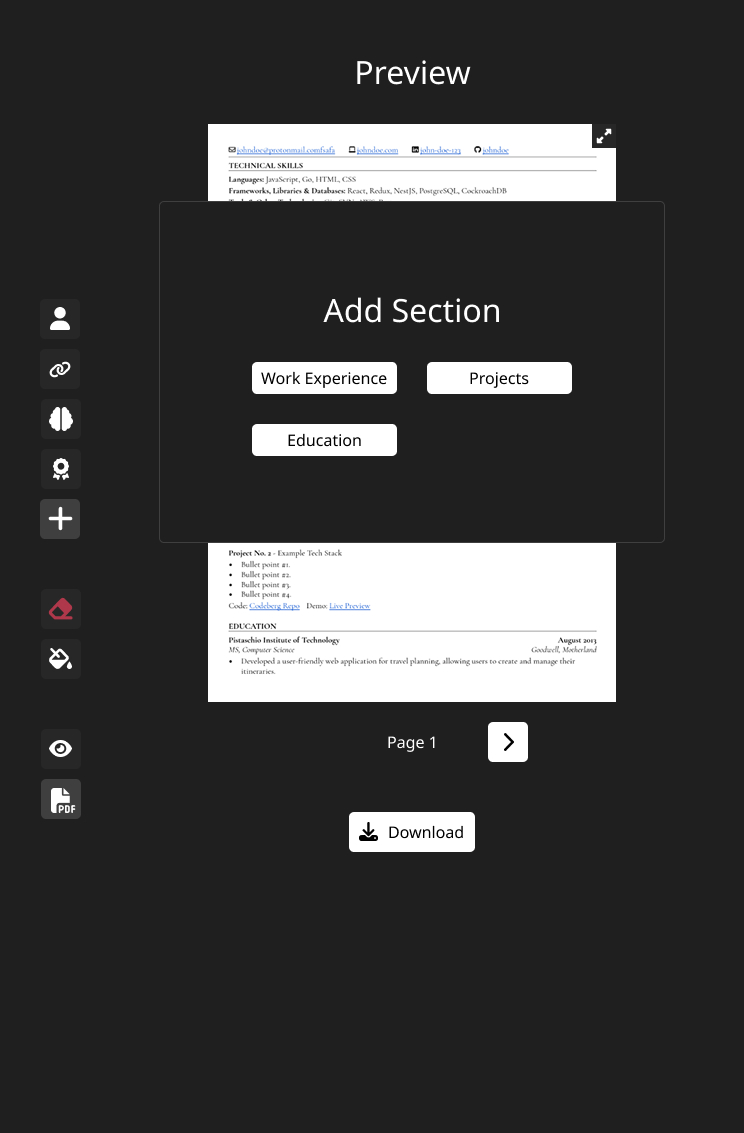 Preview
johndoe@protonmail.comfsafa johndoe.com john-doe-123 johndoe
TECHNICAL SKILLS
Languages: JavaScript, Go, HTML, CSS
Frameworks, Libraries & Databases: React, Redux, NestJS, PostgreSQL, CockroachDB
Add Section
Work Experience Projects
Education
Project No. 2 - Example Tech Stack
Bullet point #1.
Bullet point #2.
Bullet point #3.
Bullet point #4.
Code: Codeberg Repo Demo: Live Preview
EDUCATION
Pistaschio Institute of Technology August 2013
MS, Computer Science Goodwell, Motherland
Developed a user-friendly web application for travel planning, allowing users to create and manage their
itineraries.
Page 1
PDF
Download